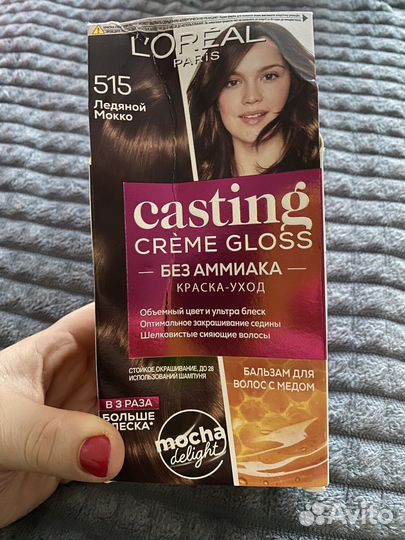 L'ORÉAL
PARIS
515
Ледяной
Мокко
casting
CRÈME GLOSS
БЕЗ АММИАКА
КРАСКА-УХОД
Объемный цвет и ультра блеск
Оптимальное закрашивание седины
Шелковистые сияющие волосы
СТОЙКОЕ ОКРАШИВАНИЕ, ДО 28
ИСПОЛЬЗОВАНИЙ ШАМПУНЯ
БАЛЬЗАМ ДЛЯ
ВОЛОС С МЕДОМ
В 3 РАЗА
БОЛЬШЕ
БЛЕСКА*
mocha
delight
Avito